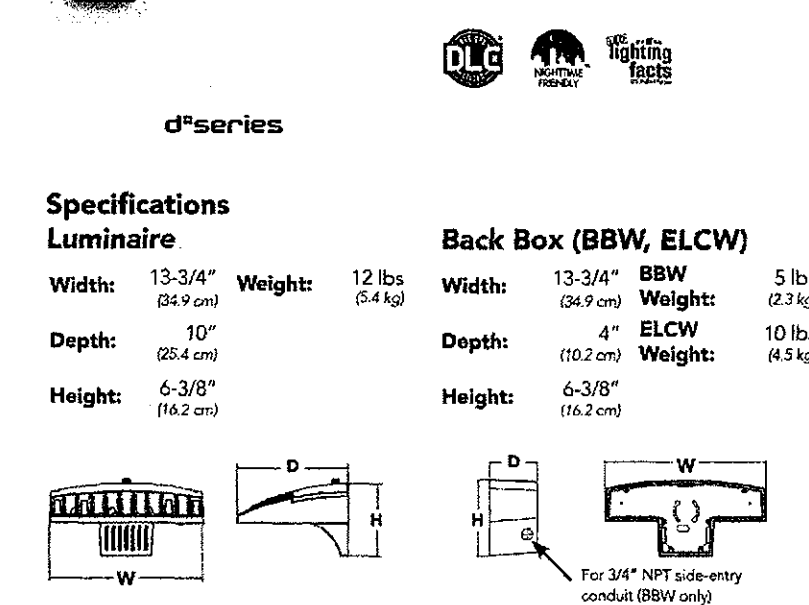 DLC
NIGHTTIME
FRIENDLY
lighting
facts
d"series
Specifications
Luminaire
Width: 13-3/4" Weight: 12 lbs
(34.9 cm) (5.4 kg)
Depth: 10"
(25.4 cm)
Height: 6-3/8"
(16.2 cm)
Back Box (BBW, ELCW)
Width: 13-3/4" BBW 5 lb
(34.9 cm) Weight: (2.3 kg
Depth: 4" ELCW 10 lb
(10.2 cm) Weight: (4.5 kg
Height: 6-3/8"
(16.2 cm)
D
H
W
D
H
W
For 3/4" NPT side-entry
conduit (BBW only)